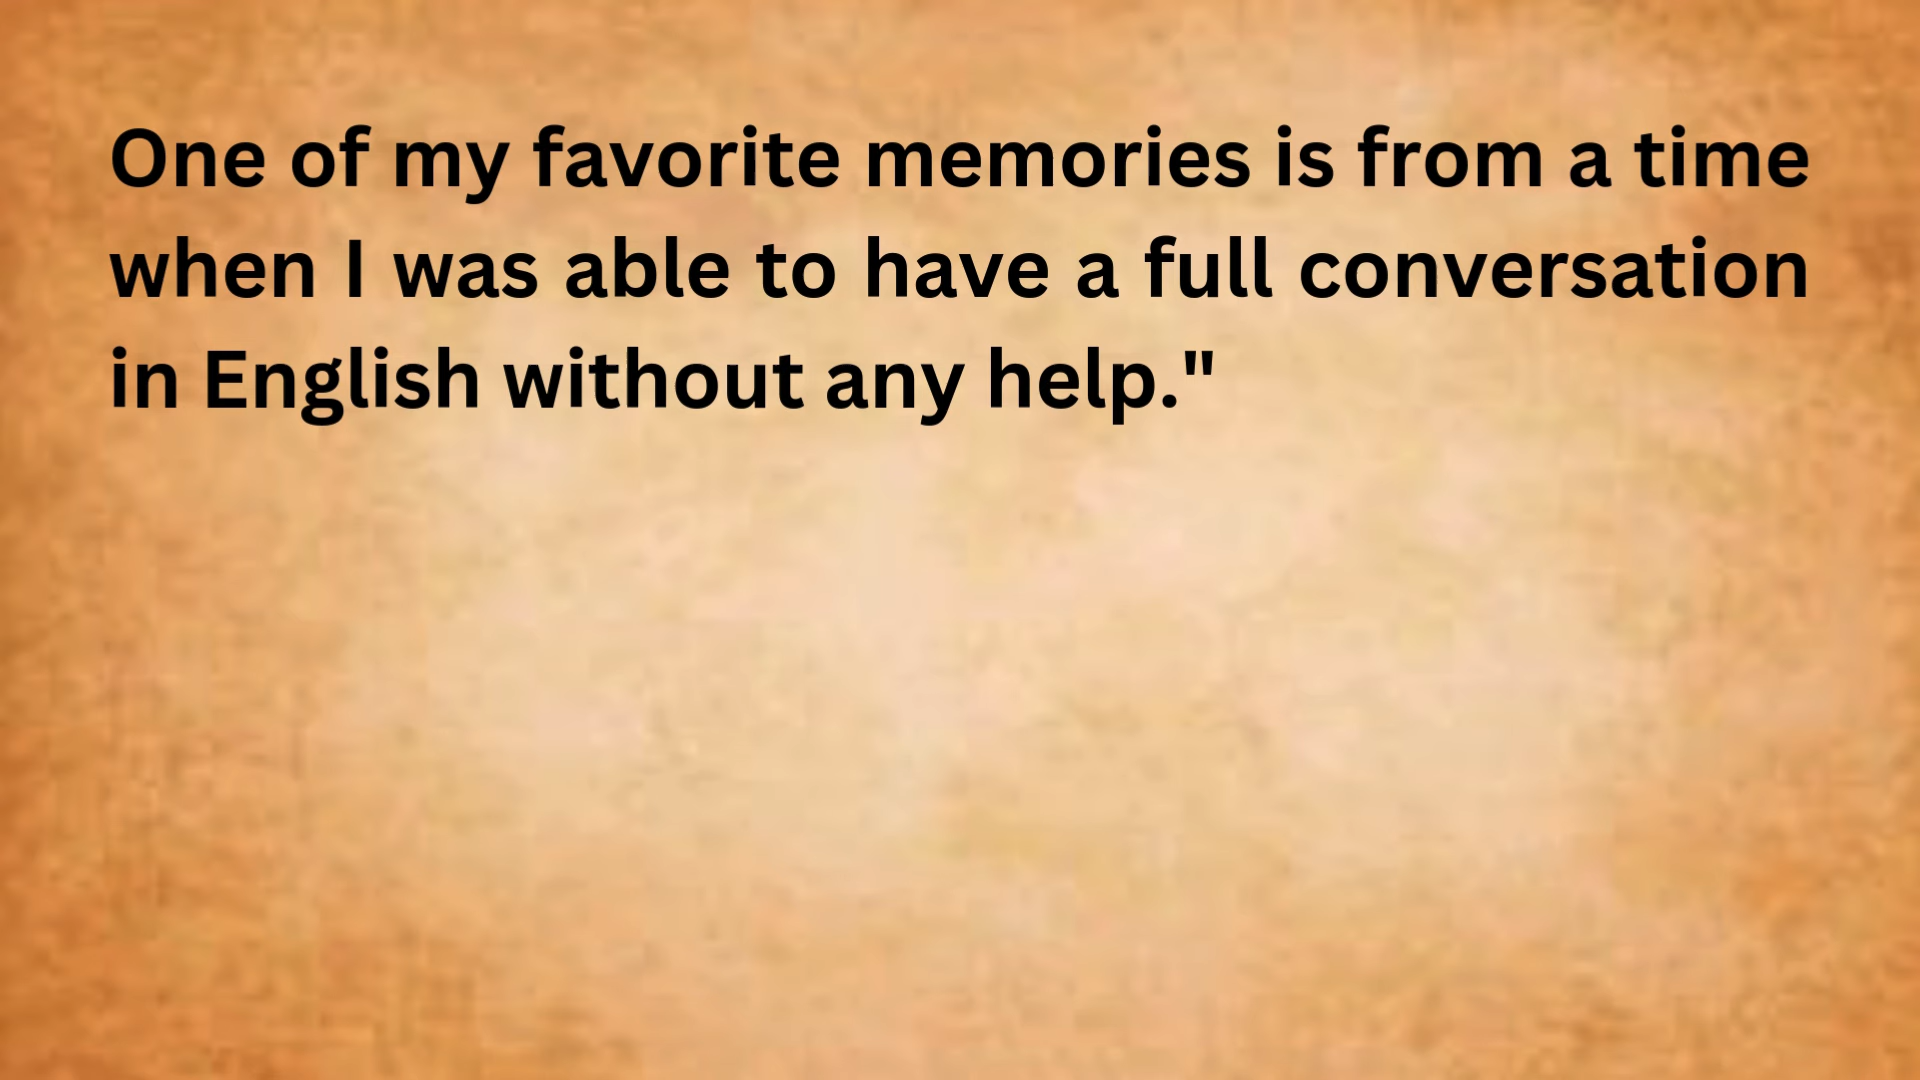 One of my favorite memories is from a time
when I was able to have a full conversation
in English without any help."